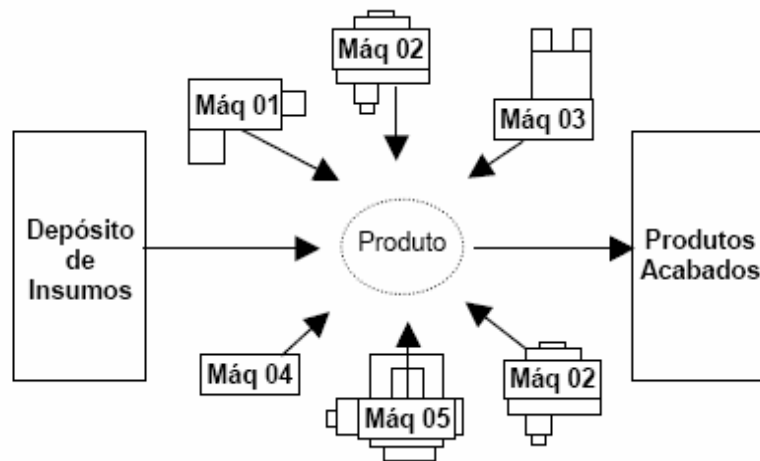 Máq 02
Máq 01
Máq 03
Depósito
de
Insumos
Produto
Produtos
Acabados
Máq 04
Máq 05
Máq 02